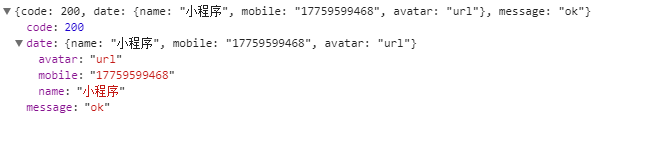 ▼{code: 200, date: {name: "小程序", mobile: "17759599468", avatar: "url"}, message: "ok"}
code: 200
▼date: {name: "小程序", mobile: "17759599468", avatar: "url"}
avatar: "url"
mobile: "17759599468"
name: "小程序"
message: "ok"